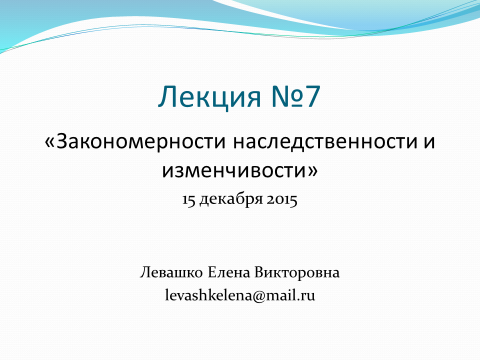 Лекция №7
«Закономерности наследственности и
изменчивости»
15 декабря 2015
Левашко Елена Викторовна
levashkelena@mail.ru